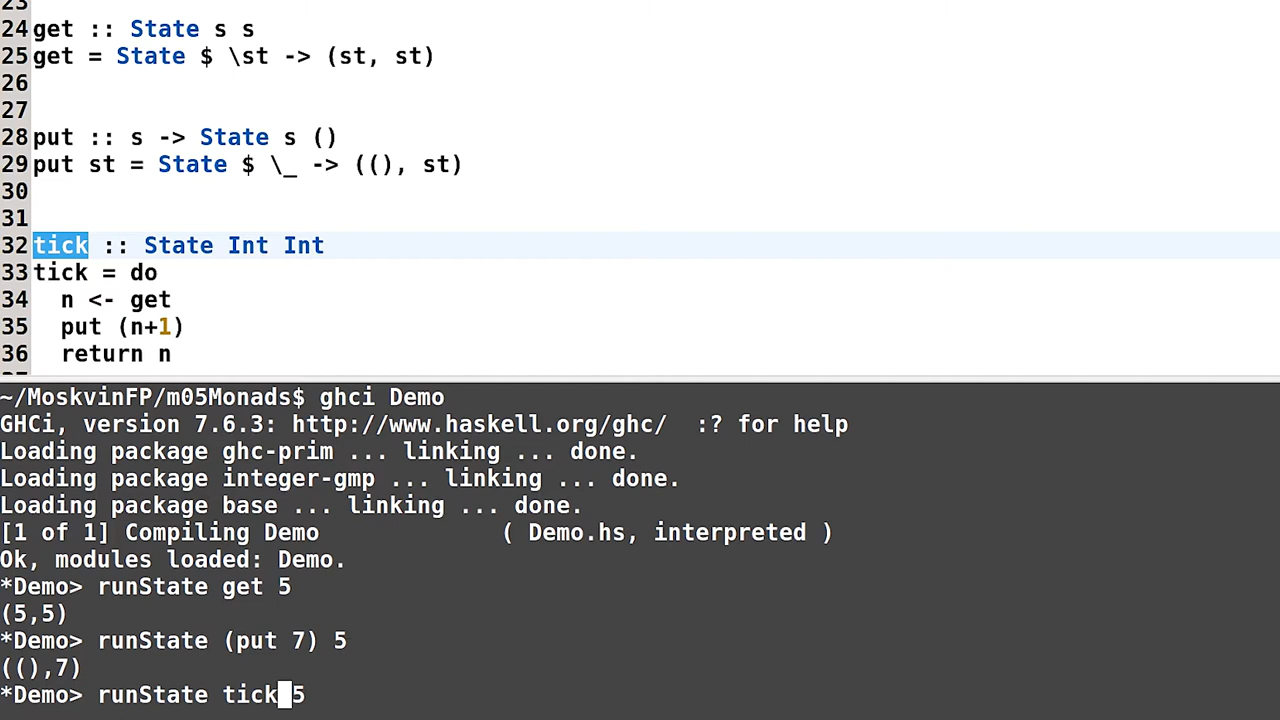 23
24 get :: State s s
25 get = State $ \st -> (st, st)
26
27
28 put :: s -> State s ()
29 put st = State $ \_ -> ((), st)
30
31
32 tick :: State Int Int
33 tick = do
34   n <- get
35   put (n+1)
36   return n
~/MoskvinFP/m05Monads$ ghci Demo
GHCi, version 7.6.3: http://www.haskell.org/ghc/  :? for help
Loading package ghc-prim ... linking ... done.
Loading package integer-gmp ... linking ... done.
Loading package base ... linking ... done.
[1 of 1] Compiling Demo             ( Demo.hs, interpreted )
Ok, modules loaded: Demo.
*Demo> runState get 5
(5,5)
*Demo> runState (put 7) 5
((),7)
*Demo> runState tick 5